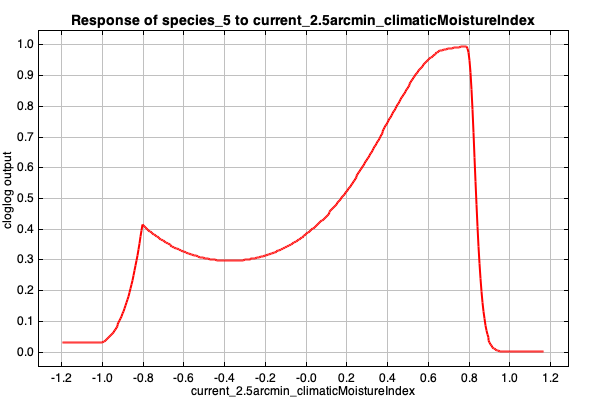 Response of species_5 to current_2.5arcmin_climaticMoistureIndex
1.0
0.9
0.8
0.7
0.6
0.5
0.4
0.3
0.2
0.1
0.0
cloglog output
-1.2 -1.0 -0.8 -0.6 -0.4 -0.2 -0.0 0.2 0.4 0.6 0.8 1.0 1.2
current_2.5arcmin_climaticMoistureIndex